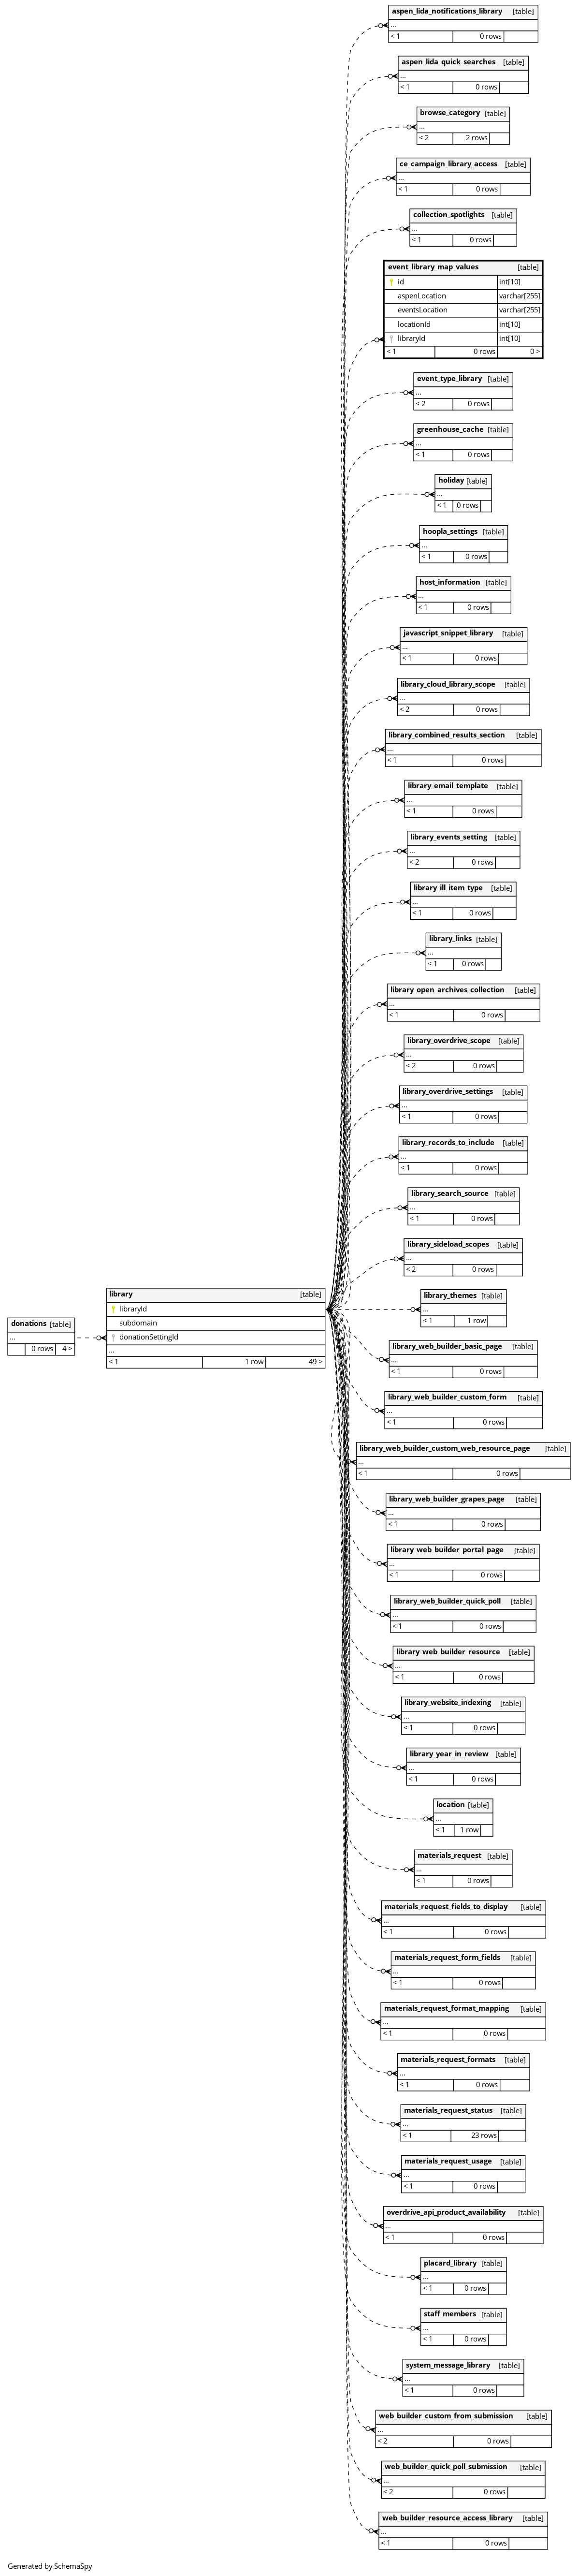 aspen_lida_notifications_library [table]
...
< 1 0 rows
aspen_lida_quick_searches [table]
...
< 1 0 rows
browse_category [table]
...
< 2 2 rows
ce_campaign_library_access [table]
...
< 1 0 rows
collection_spotlights [table]
...
< 1 0 rows
event_library_map_values [table]
id int[10]
aspenLocation varchar[255]
eventsLocation varchar[255]
locationId int[10]
libraryId int[10]
< 1 0 rows 0 >
event_type_library [table]
...
< 2 0 rows
greenhouse_cache [table]
...
< 1 0 rows
holiday [table]
...
< 1 0 rows
hoopla_settings [table]
...
< 1 0 rows
host_information [table]
...
< 1 0 rows
javascript_snippet_library [table]
...
< 1 0 rows
library_cloud_library_scope [table]
...
< 2 0 rows
library_combined_results_section [table]
...
< 1 0 rows
library_email_template [table]
...
< 1 0 rows
library_events_setting [table]
...
< 2 0 rows
library_ill_item_type [table]
...
< 1 0 rows
library_links [table]
...
< 1 0 rows
library_open_archives_collection [table]
...
< 1 0 rows
library_overdrive_scope [table]
...
< 2 0 rows
library_overdrive_settings [table]
...
< 1 0 rows
library_records_to_include [table]
...
< 1 0 rows
library_search_source [table]
...
< 1 0 rows
library_sideload_scopes [table]
...
< 2 0 rows
library_themes [table]
...
< 1 1 row
donations [table]
...
0 rows 4 >
library [table]
libraryId
subdomain
donationSettingId
...
< 1 1 row 49 >
library_web_builder_basic_page [table]
...
< 1 0 rows
library_web_builder_custom_form [table]
...
< 1 0 rows
library_web_builder_custom_web_resource_page [table]
...
< 1 0 rows
library_web_builder_grapes_page [table]
...
< 1 0 rows
library_web_builder_portal_page [table]
...
< 1 0 rows
library_web_builder_quick_poll [table]
...
< 1 0 rows
library_web_builder_resource [table]
...
< 1 0 rows
library_website_indexing [table]
...
< 1 0 rows
library_year_in_review [table]
...
< 1 0 rows
location [table]
...
< 1 1 row
materials_request [table]
...
< 1 0 rows
materials_request_fields_to_display [table]
...
< 1 0 rows
materials_request_form_fields [table]
...
< 1 0 rows
materials_request_format_mapping [table]
...
< 1 0 rows
materials_request_formats [table]
...
< 1 0 rows
materials_request_status [table]
...
< 1 23 rows
materials_request_usage [table]
...
< 1 0 rows
overdrive_api_product_availability [table]
...
< 1 0 rows
placard_library [table]
...
< 1 0 rows
staff_members [table]
...
< 1 0 rows
system_message_library [table]
...
< 1 0 rows
web_builder_custom_from_submission [table]
...
< 2 0 rows
web_builder_quick_poll_submission [table]
...
< 2 0 rows
web_builder_resource_access_library [table]
...
< 1 0 rows
Generated by SchemaSpy